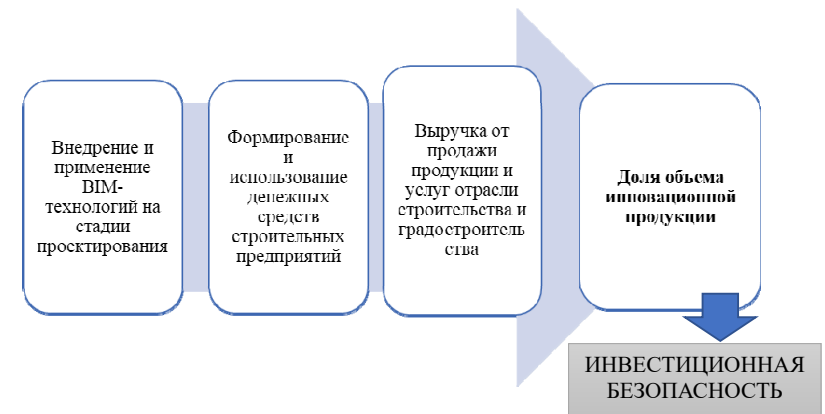 Внедрение и
применение
BIM-
технологий на
стадии
проектирования
Формирование
и
использование
денежных
средств
строительных
предприятий
Выручка от
продажи
продукции и
услуг отрасли
строительства и
градостроитель
ства
Доля объема
инновационной
продукции
ИНВЕСТИЦИОННАЯ
БЕЗОПАСНОСТЬ